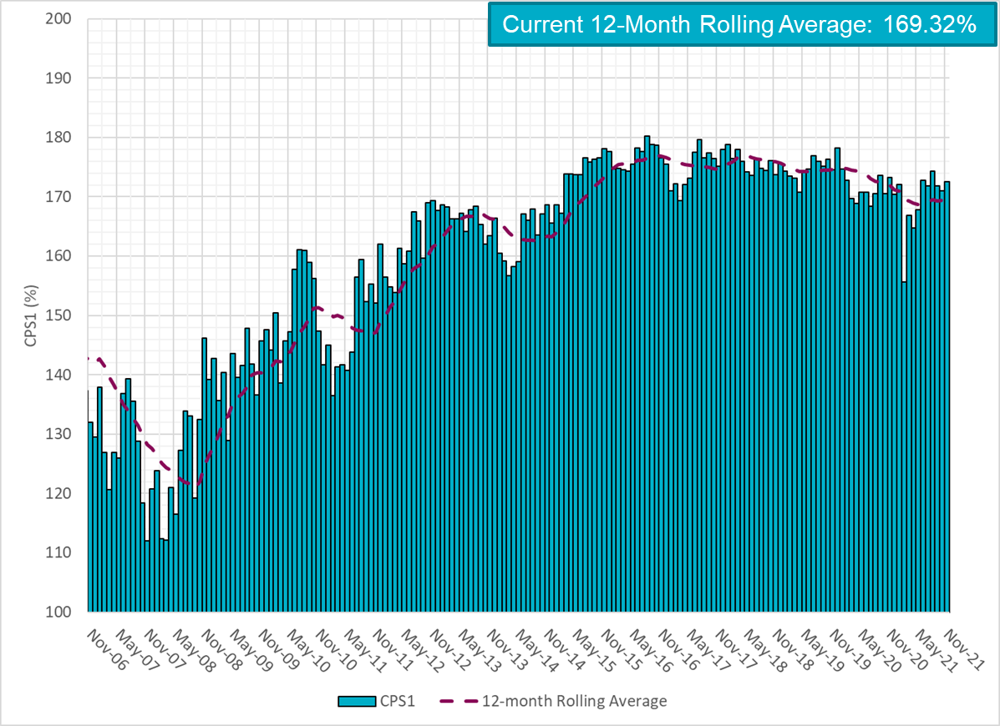 Current 12-Month Rolling Average: 169.32%
200
190
180
170
160
150
140
130
120
110
100
CPS1 (%)
Nov-06
May-07
Nov-07
May-08
Nov-08
May-09
Nov-09
May-10
Nov-10
May-11
Nov-11
May-12
Nov-12
May-13
Nov-13
May-14
Nov-14
May-15
Nov-15
May-16
Nov-16
May-17
Nov-17
May-18
Nov-18
May-19
Nov-19
May-20
Nov-20
May-21
Nov-21
CPS1
12-month Rolling Average